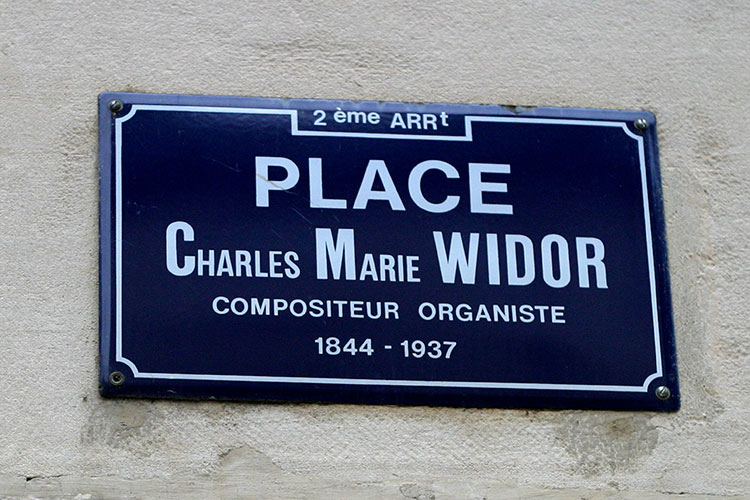 2 ème ARRt
PLACE
CHARLES MARIE WIDOR
COMPOSITEUR ORGANISTE
1844 - 1937